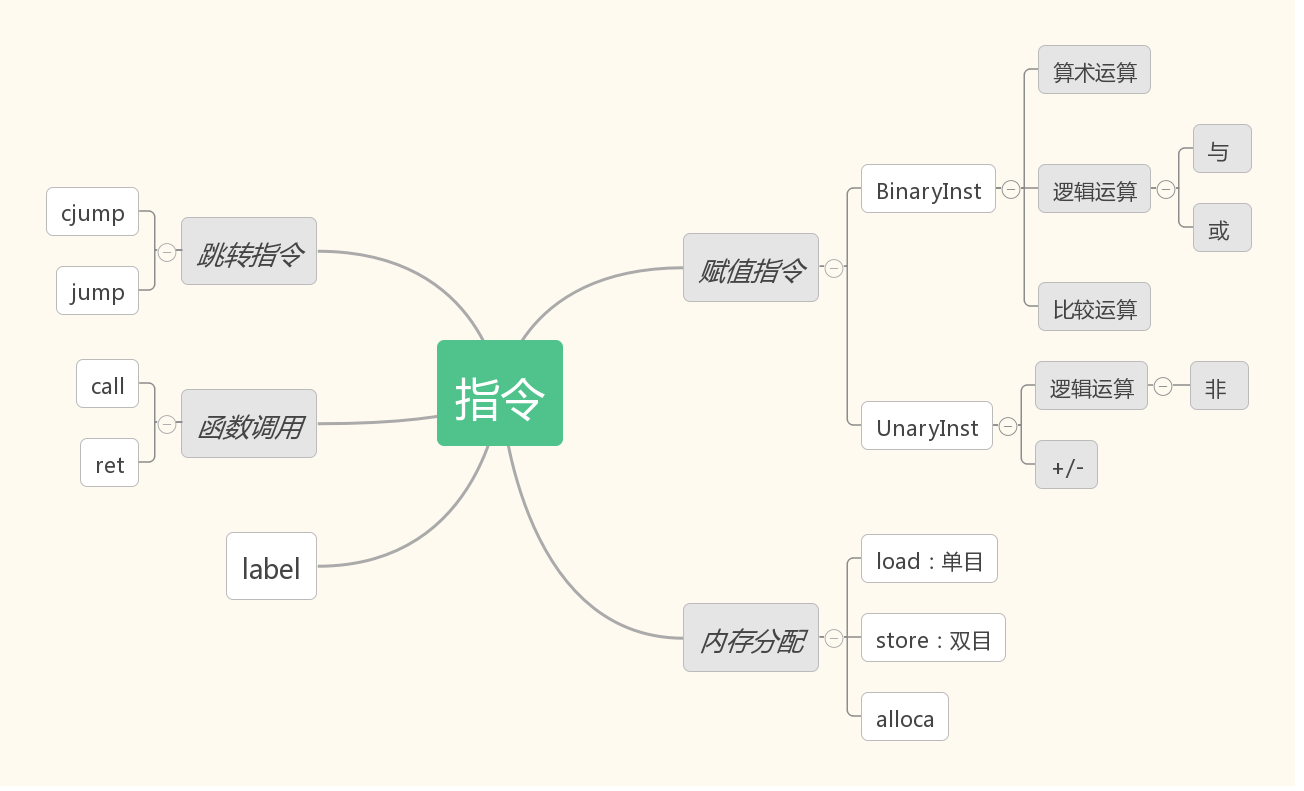 指令
跳转指令
cjump
jump
函数调用
call
ret
label
赋值指令
BinaryInst
算术运算
逻辑运算
与
或
比较运算
UnaryInst
逻辑运算
非
+/-
内存分配
load：单目
store：双目
alloca